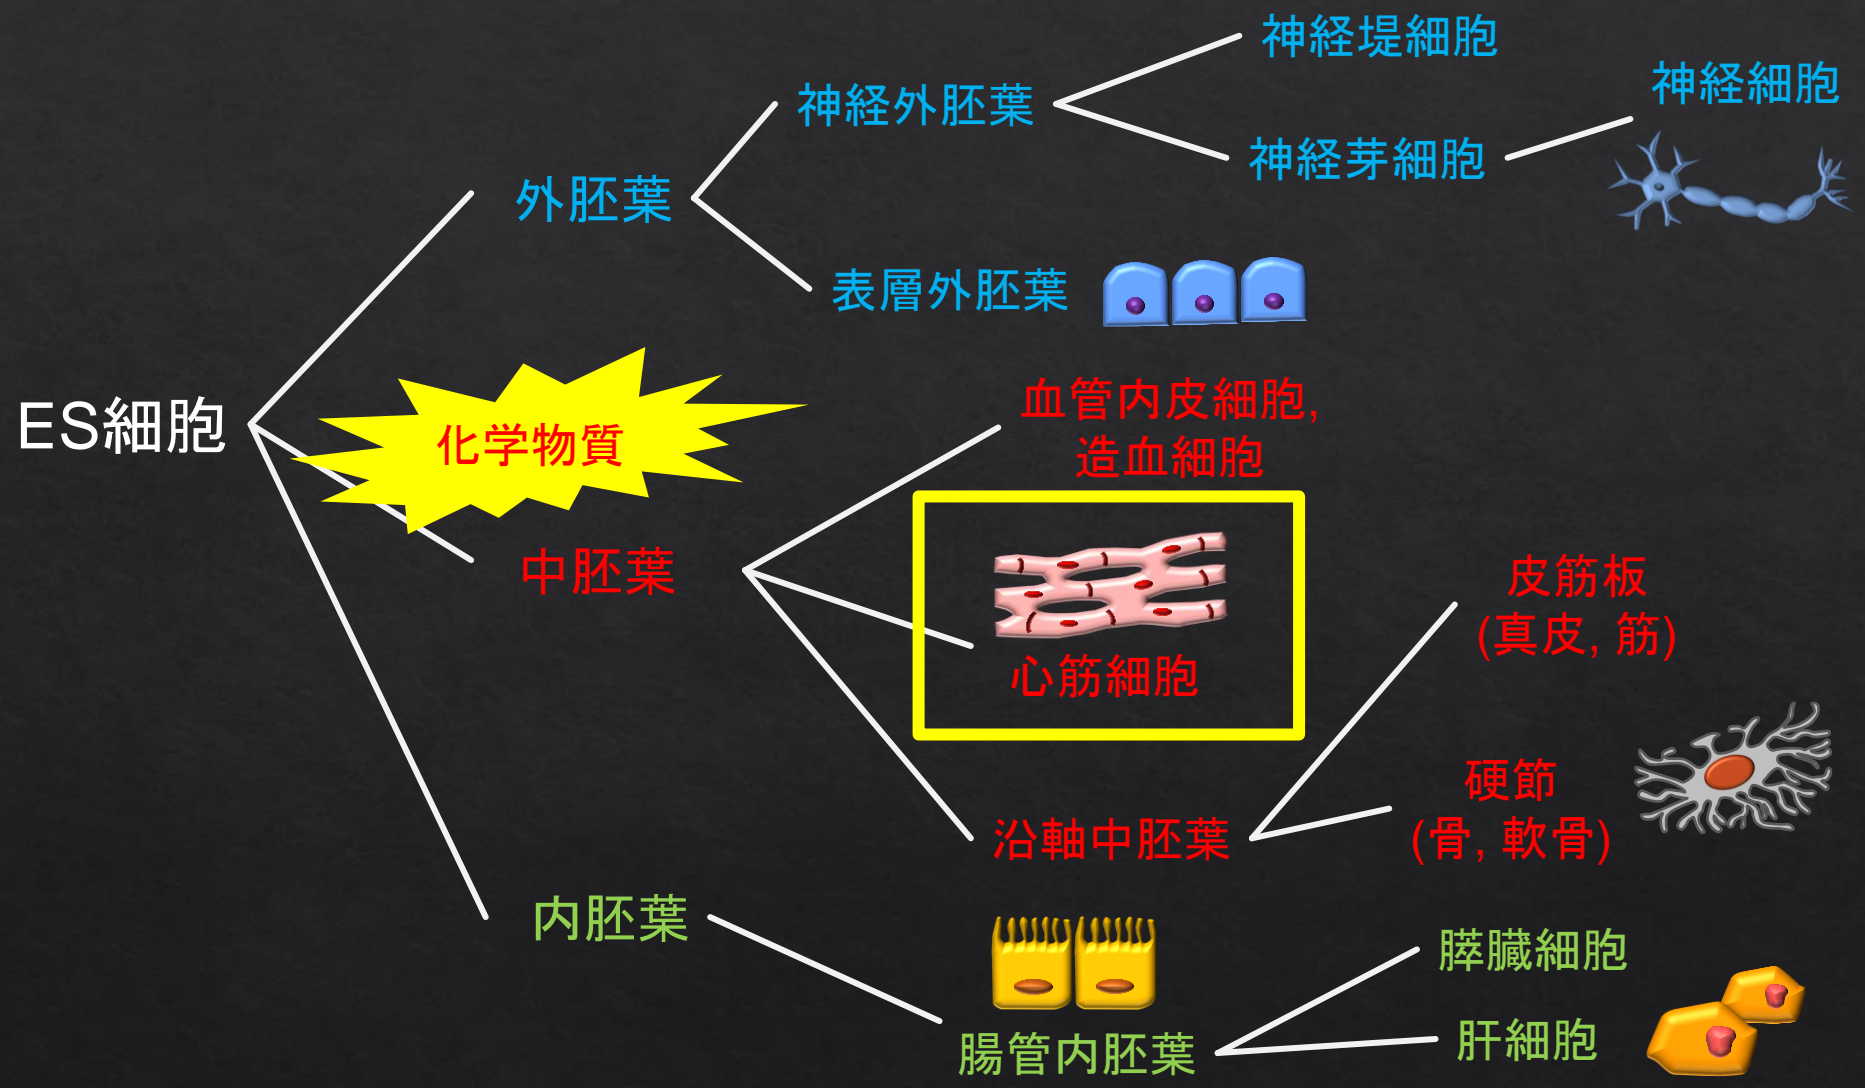 ES細胞
外胚葉
神経外胚葉
神経堤細胞
神経芽細胞
神経細胞
表層外胚葉
化学物質
中胚葉
血管内皮細胞,
造血細胞
心筋細胞
沿軸中胚葉
皮筋板
(真皮, 筋)
硬節
(骨, 軟骨)
内胚葉
腸管内胚葉
膵臓細胞
肝細胞